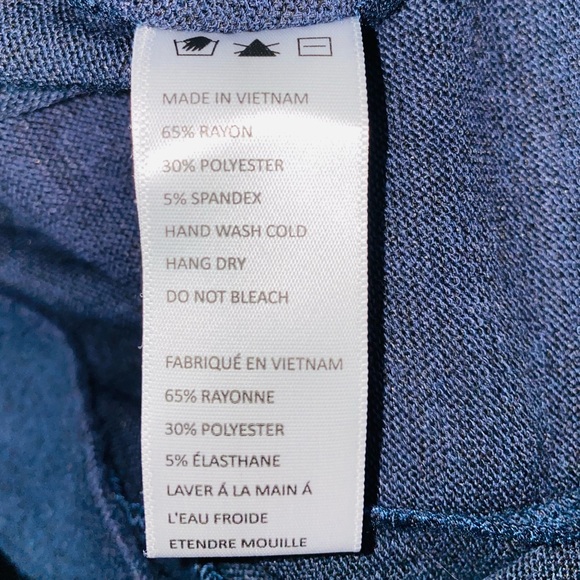 MADE IN VIETNAM
65% RAYON
30% POLYESTER
5% SPANDEX
HAND WASH COLD
HANG DRY
DO NOT BLEACH
FABRIQUÉ EN VIETNAM
65% RAYONNE
30% POLYESTER
5% ÉLASTHANE
LAVER Á LA MAIN Á
L'EAU FROIDE
ETENDRE MOUILLE